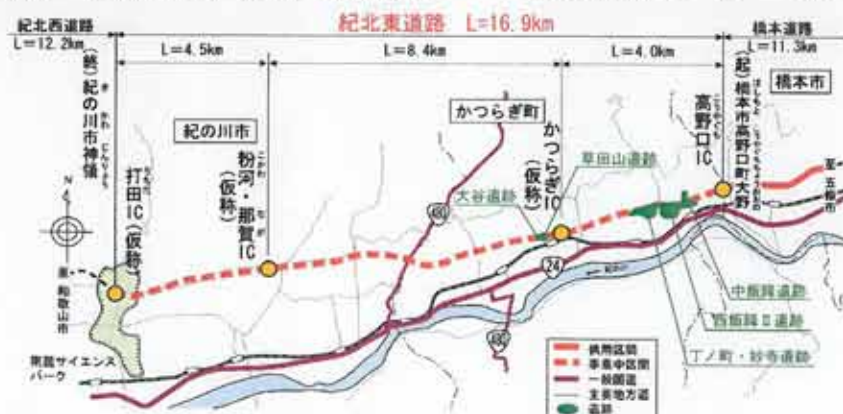 紀北西道路
L=12.2km
紀北東道路 L=16.9km
橋本道路
L=11.3km
L=4.5km
L=8.4km
L=4.0km
(終)紀の川市神領
打田IC(仮称)
紀の川市
粉河・那賀IC
(仮称)
かつらぎ町
かつらぎIC
(仮称)
高野口IC
(起)橋本市高野口町大野
橋本市
大谷遺跡
草田山遺跡
中飯降遺跡
西飯降Ⅱ遺跡
丁ノ町・妙寺遺跡
至 五條市
至 和歌山市
N
480
24
480
サイエンス
パーク
供用区間
事業中区間
一般国道
主要地方道
遺跡